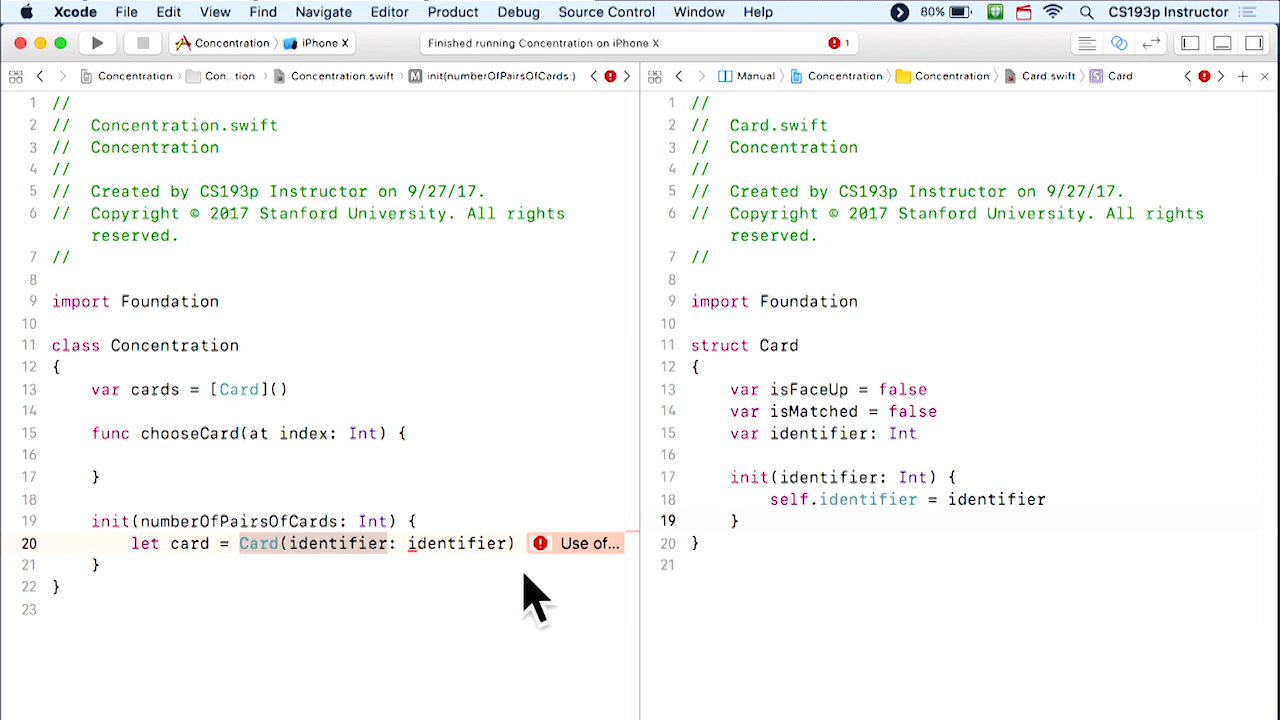 Xcode File Edit View Find Navigate Editor Product Debug Source Control Window Help 80% CS193p Instructor
Concentration iPhone X Finished running Concentration on iPhone X 1
Concentration Con...tion Concentration.swift M init(numberOfPairsOfCards:)
Manual Concentration Concentration Card.swift S Card
1 //
2 // Concentration.swift
3 // Concentration
4 //
5 // Created by CS193p Instructor on 9/27/17.
6 // Copyright © 2017 Stanford University. All rights
reserved.
7 //
8
9 import Foundation
10
11 class Concentration
12 {
13 var cards = [Card]()
14
15 func chooseCard(at index: Int) {
16
17 }
18
19 init(numberOfPairsOfCards: Int) {
20 let card = Card(identifier: identifier) Use of...
21 }
22 }
23
1 //
2 // Card.swift
3 // Concentration
4 //
5 // Created by CS193p Instructor on 9/27/17.
6 // Copyright © 2017 Stanford University. All rights
reserved.
7 //
8
9 import Foundation
10
11 struct Card
12 {
13 var isFaceUp = false
14 var isMatched = false
15 var identifier: Int
16
17 init(identifier: Int) {
18 self.identifier = identifier
19 }
20 }
21